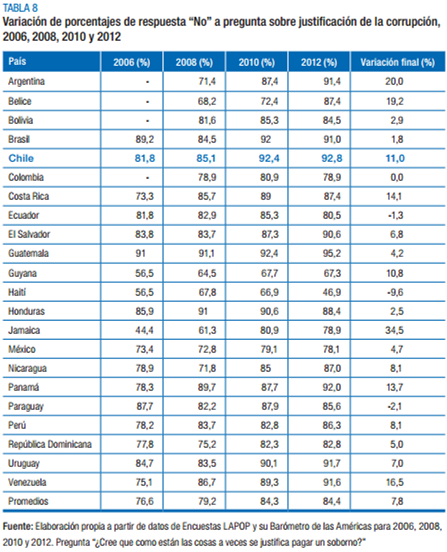 TABLA 8
Variación de porcentajes de respuesta “No” a pregunta sobre justificación de la corrupción,
2006, 2008, 2010 y 2012
País 2006 (%) 2008 (%) 2010 (%) 2012 (%) Variación final (%)
Argentina - 71,4 87,4 91,4 20,0
Belice - 68,2 72,4 87,4 19,2
Bolivia - 81,6 85,3 84,5 2,9
Brasil 89,2 84,5 92 91,0 1,8
Chile 81,8 85,1 92,4 92,8 11,0
Colombia - 78,9 80,9 78,9 0,0
Costa Rica 73,3 85,7 89 87,4 14,1
Ecuador 81,8 82,9 85,3 80,5 -1,3
El Salvador 83,8 83,7 87,3 90,6 6,8
Guatemala 91 91,1 92,4 95,2 4,2
Guyana 56,5 64,5 67,7 67,3 10,8
Haití 56,5 67,8 66,9 46,9 -9,6
Honduras 85,9 91 90,6 88,4 2,5
Jamaica 44,4 61,3 80,9 78,9 34,5
México 73,4 72,8 79,1 78,1 4,7
Nicaragua 78,9 71,8 85 87,0 8,1
Panamá 78,3 89,7 87,7 92,0 13,7
Paraguay 87,7 82,2 87,9 85,6 -2,1
Perú 78,2 83,7 82,8 86,3 8,1
República Dominicana 77,8 75,2 82,3 82,8 5,0
Uruguay 84,7 83,5 90,1 91,7 7,0
Venezuela 75,1 86,7 89,3 91,6 16,5
Promedios 76,6 79,2 84,3 84,4 7,8
Fuente: Elaboración propia a partir de datos de Encuestas LAPOP y su Barómetro de las Américas para 2006, 2008,
2010 y 2012. Pregunta “¿Cree que como están las cosas a veces se justifica pagar un soborno?”